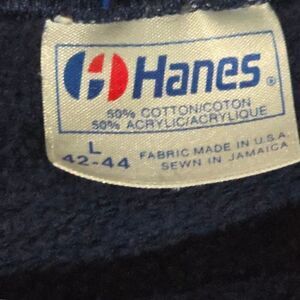 Hanes®
50% COTTON/COTON
50% ACRYLIC/ACRYLIQUE
L
42-44
FABRIC MADE IN U.S.A.
SEWN IN JAMAICA